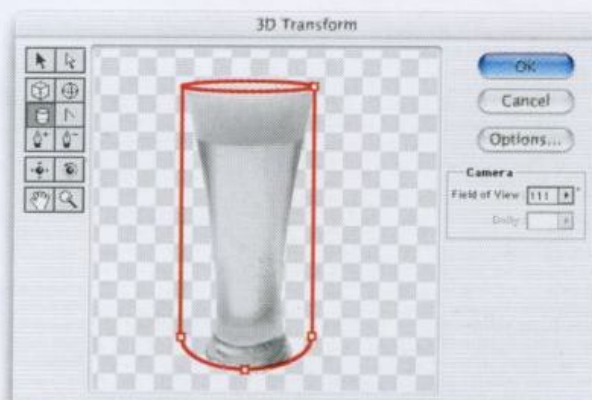 3D Transform
OK
Cancel
Options...
Camera
Field of View: 111 °
Dolly: